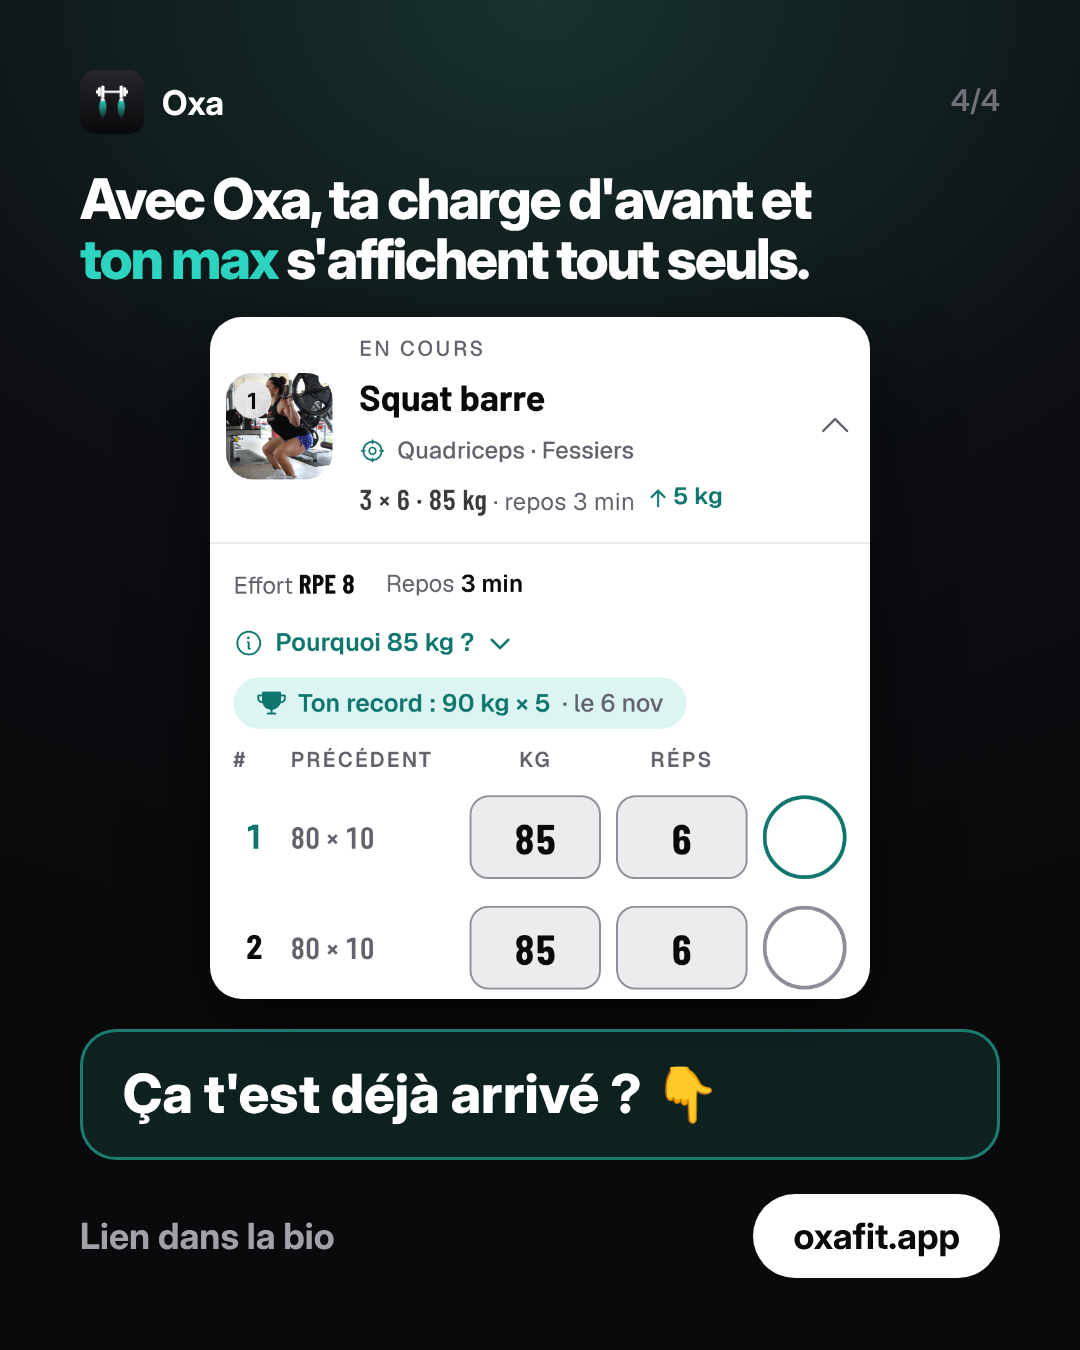 Oxa
4/4
Avec Oxa, ta charge d'avant et
ton max s'affichent tout seuls.
EN COURS
1
Squat barre
Quadriceps · Fessiers
3 × 6 · 85 kg · repos 3 min ↑ 5 kg
Effort RPE 8 Repos 3 min
Pourquoi 85 kg ?
Ton record : 90 kg × 5 · le 6 nov
# PRÉCÉDENT KG RÉPS
1 80 × 10 85 6
2 80 × 10 85 6
Ça t'est déjà arrivé ? 👇
Lien dans la bio
oxafit.app